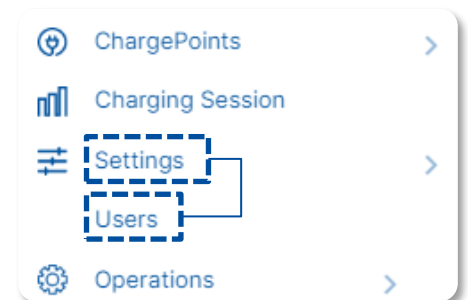 ChargePoints
Charging Session
Settings
Users
Operations